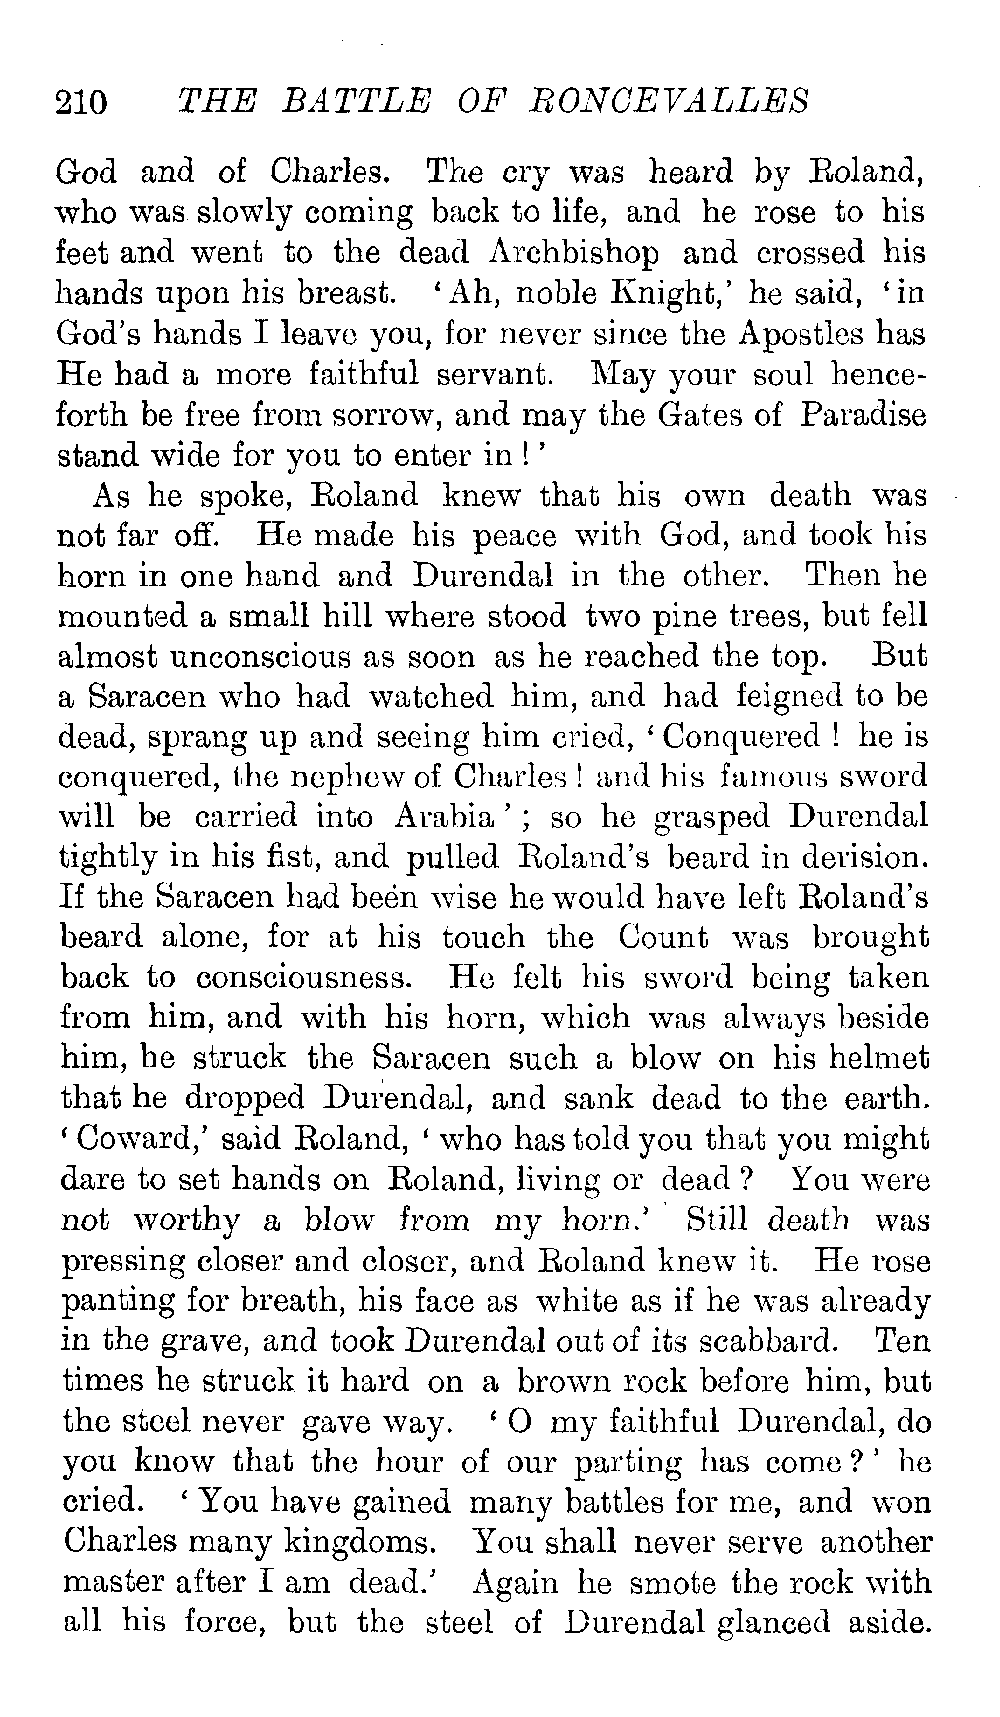 210 THE BATTLE OF RONCEVALLES
God and of Charles. The cry was heard by Roland,
who was slowly coming back to life, and he rose to his
feet and went to the dead Archbishop and crossed his
hands upon his breast. ‘Ah, noble Knight,’ he said, ‘in
God’s hands I leave you, for never since the Apostles has
He had a more faithful servant. May your soul hence-
forth be free from sorrow, and may the Gates of Paradise
stand wide for you to enter in!’
As he spoke, Roland knew that his own death was
not far off. He made his peace with God, and took his
horn in one hand and Durendal in the other. Then he
mounted a small hill where stood two pine trees, but fell
almost unconscious as soon as he reached the top. But
a Saracen who had watched him, and had feigned to be
dead, sprang up and seeing him cried, ‘Conquered! he is
conquered, the nephew of Charles! and his famous sword
will be carried into Arabia’; so he grasped Durendal
tightly in his fist, and pulled Roland’s beard in derision.
If the Saracen had been wise he would have left Roland’s
beard alone, for at his touch the Count was brought
back to consciousness. He felt his sword being taken
from him, and with his horn, which was always beside
him, he struck the Saracen such a blow on his helmet
that he dropped Durendal, and sank dead to the earth.
‘Coward,’ said Roland, ‘who has told you that you might
dare to set hands on Roland, living or dead? You were
not worthy a blow from my horn.’ Still death was
pressing closer and closer, and Roland knew it. He rose
panting for breath, his face as white as if he was already
in the grave, and took Durendal out of its scabbard. Ten
times he struck it hard on a brown rock before him, but
the steel never gave way. ‘O my faithful Durendal, do
you know that the hour of our parting has come?’ he
cried. ‘You have gained many battles for me, and won
Charles many kingdoms. You shall never serve another
master after I am dead.’ Again he smote the rock with
all his force, but the steel of Durendal glanced aside.